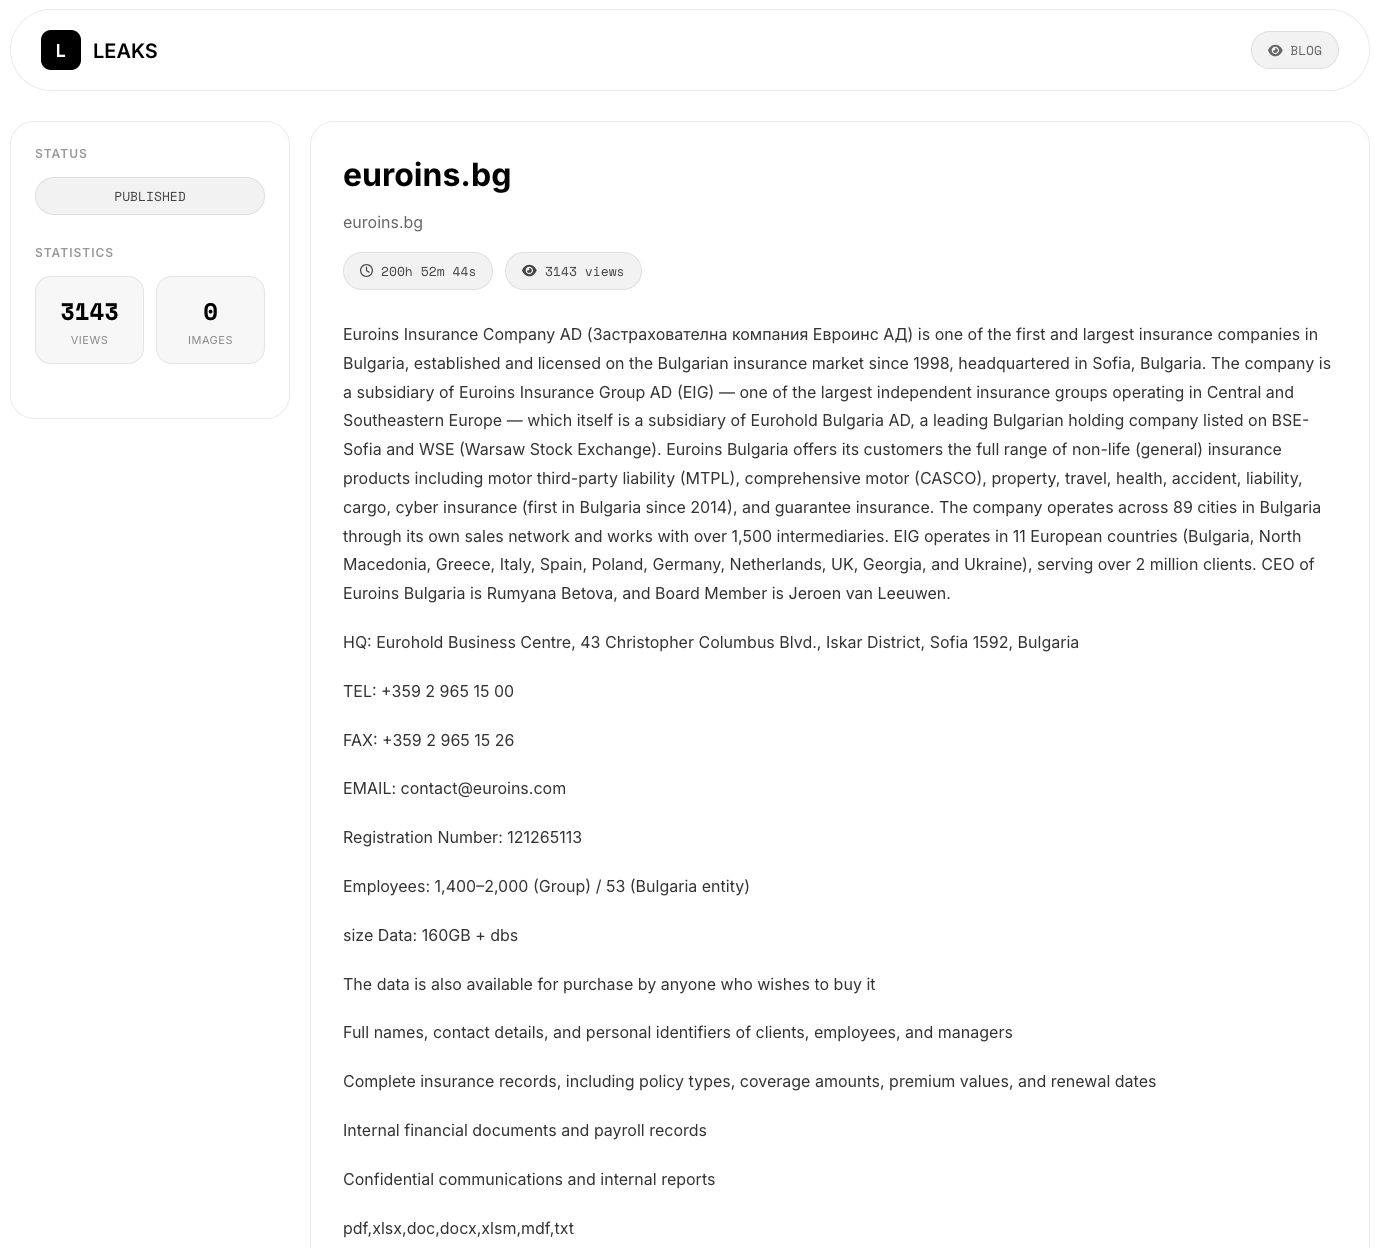 L LEAKS
BLOG
STATUS
PUBLISHED
STATISTICS
3143
VIEWS
0
IMAGES
euroins.bg
euroins.bg
200h 52m 44s
3143 views
Euroins Insurance Company AD (Застрахователна компания Евроинс АД) is one of the first and largest insurance companies in
Bulgaria, established and licensed on the Bulgarian insurance market since 1998, headquartered in Sofia, Bulgaria. The company is
a subsidiary of Euroins Insurance Group AD (EIG) — one of the largest independent insurance groups operating in Central and
Southeastern Europe — which itself is a subsidiary of Eurohold Bulgaria AD, a leading Bulgarian holding company listed on BSE-
Sofia and WSE (Warsaw Stock Exchange). Euroins Bulgaria offers its customers the full range of non-life (general) insurance
products including motor third-party liability (MTPL), comprehensive motor (CASCO), property, travel, health, accident, liability,
cargo, cyber insurance (first in Bulgaria since 2014), and guarantee insurance. The company operates across 89 cities in Bulgaria
through its own sales network and works with over 1,500 intermediaries. EIG operates in 11 European countries (Bulgaria, North
Macedonia, Greece, Italy, Spain, Poland, Germany, Netherlands, UK, Georgia, and Ukraine), serving over 2 million clients. CEO of
Euroins Bulgaria is Rumyana Betova, and Board Member is Jeroen van Leeuwen.
HQ: Eurohold Business Centre, 43 Christopher Columbus Blvd., Iskar District, Sofia 1592, Bulgaria
TEL: +359 2 965 15 00
FAX: +359 2 965 15 26
EMAIL: contact@euroins.com
Registration Number: 121265113
Employees: 1,400–2,000 (Group) / 53 (Bulgaria entity)
size Data: 160GB + dbs
The data is also available for purchase by anyone who wishes to buy it
Full names, contact details, and personal identifiers of clients, employees, and managers
Complete insurance records, including policy types, coverage amounts, premium values, and renewal dates
Internal financial documents and payroll records
Confidential communications and internal reports
pdf,xlsx,doc,docx,xlsm,mdf,txt